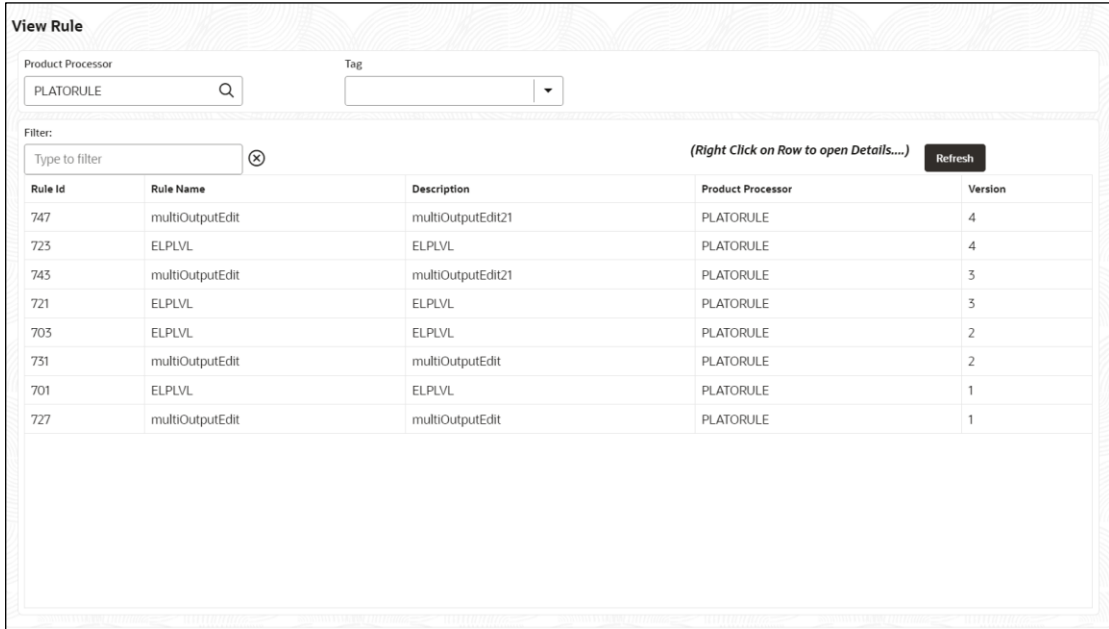 View Rule
Product Processor Tag
PLATORULE
Filter:
Type to filter (Right Click on Row to open Details....) Refresh
Rule Id Rule Name Description Product Processor Version
747 multiOutputEdit multiOutputEdit21 PLATORULE 4
723 ELPLVL ELPLVL PLATORULE 4
743 multiOutputEdit multiOutputEdit21 PLATORULE 3
721 ELPLVL ELPLVL PLATORULE 3
703 ELPLVL ELPLVL PLATORULE 2
731 multiOutputEdit multiOutputEdit PLATORULE 2
701 ELPLVL ELPLVL PLATORULE 1
727 multiOutputEdit multiOutputEdit PLATORULE 1